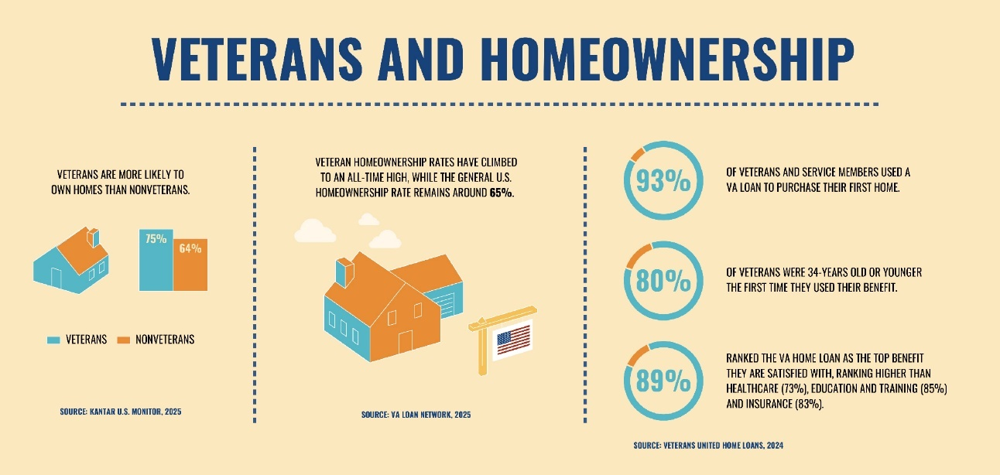 VETERANS AND HOMEOWNERSHIP
VETERANS ARE MORE LIKELY TO
OWN HOMES THAN NONVETERANS.
75%
64%
VETERANS
NONVETERANS
SOURCE: KANTAR U.S. MONITOR, 2025
VETERAN HOMEOWNERSHIP RATES HAVE CLIMBED
TO AN ALL-TIME HIGH, WHILE THE GENERAL U.S.
HOMEOWNERSHIP RATE REMAINS AROUND 65%.
SOURCE: VA LOAN NETWORK, 2025
93%
OF VETERANS AND SERVICE MEMBERS USED A
VA LOAN TO PURCHASE THEIR FIRST HOME.
80%
OF VETERANS WERE 34-YEARS OLD OR YOUNGER
THE FIRST TIME THEY USED THEIR BENEFIT.
89%
RANKED THE VA HOME LOAN AS THE TOP BENEFIT
THEY ARE SATISFIED WITH, RANKING HIGHER THAN
HEALTHCARE (73%), EDUCATION AND TRAINING (85%)
AND INSURANCE (83%).
SOURCE: VETERANS UNITED HOME LOANS, 2024